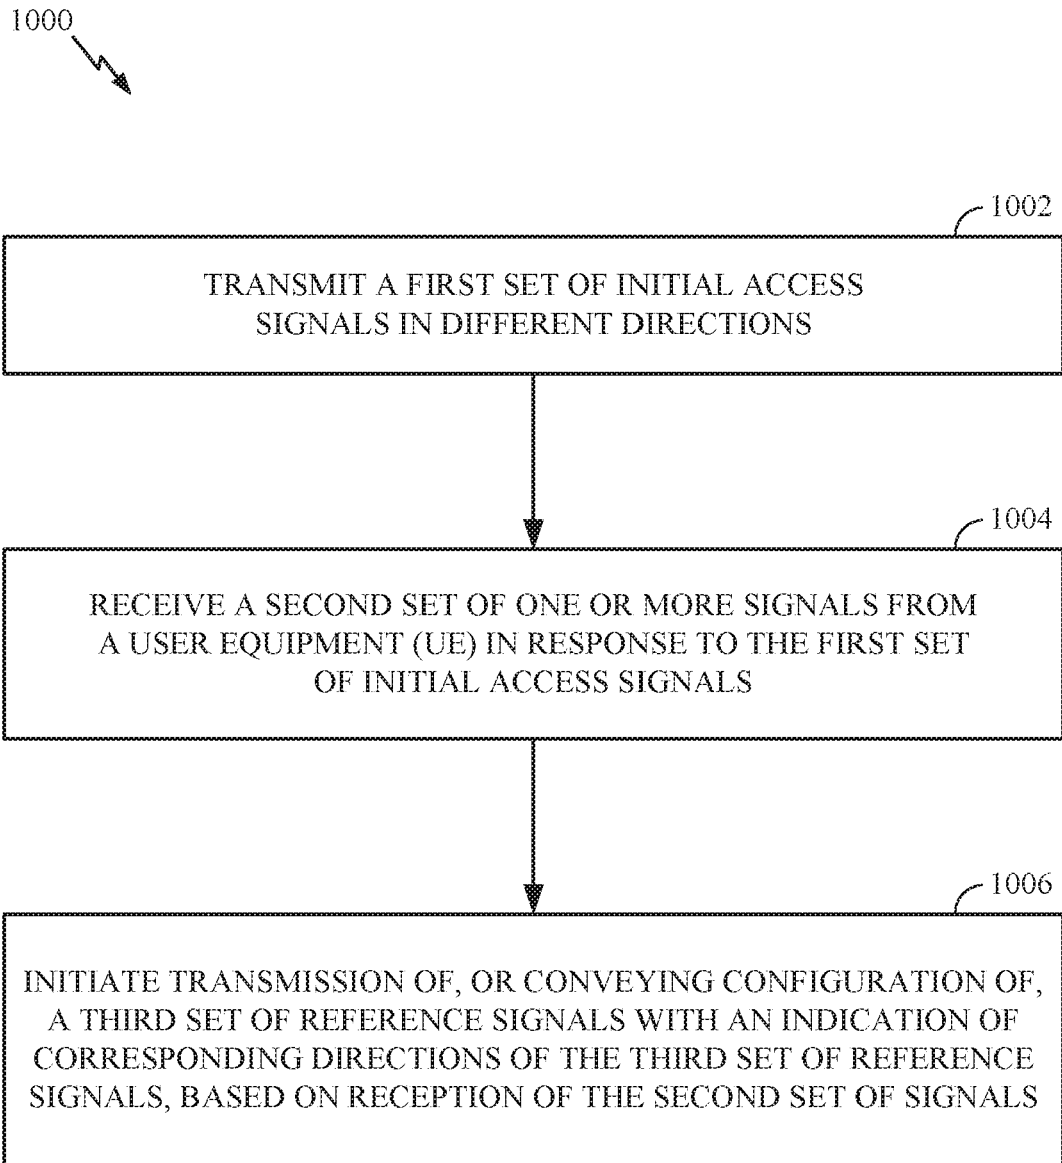 1000
1002
TRANSMIT A FIRST SET OF INITIAL ACCESS
SIGNALS IN DIFFERENT DIRECTIONS
1004
RECEIVE A SECOND SET OF ONE OR MORE SIGNALS FROM
A USER EQUIPMENT (UE) IN RESPONSE TO THE FIRST SET
OF INITIAL ACCESS SIGNALS
1006
INITIATE TRANSMISSION OF, OR CONVEYING CONFIGURATION OF,
A THIRD SET OF REFERENCE SIGNALS WITH AN INDICATION OF
CORRESPONDING DIRECTIONS OF THE THIRD SET OF REFERENCE
SIGNALS, BASED ON RECEPTION OF THE SECOND SET OF SIGNALS